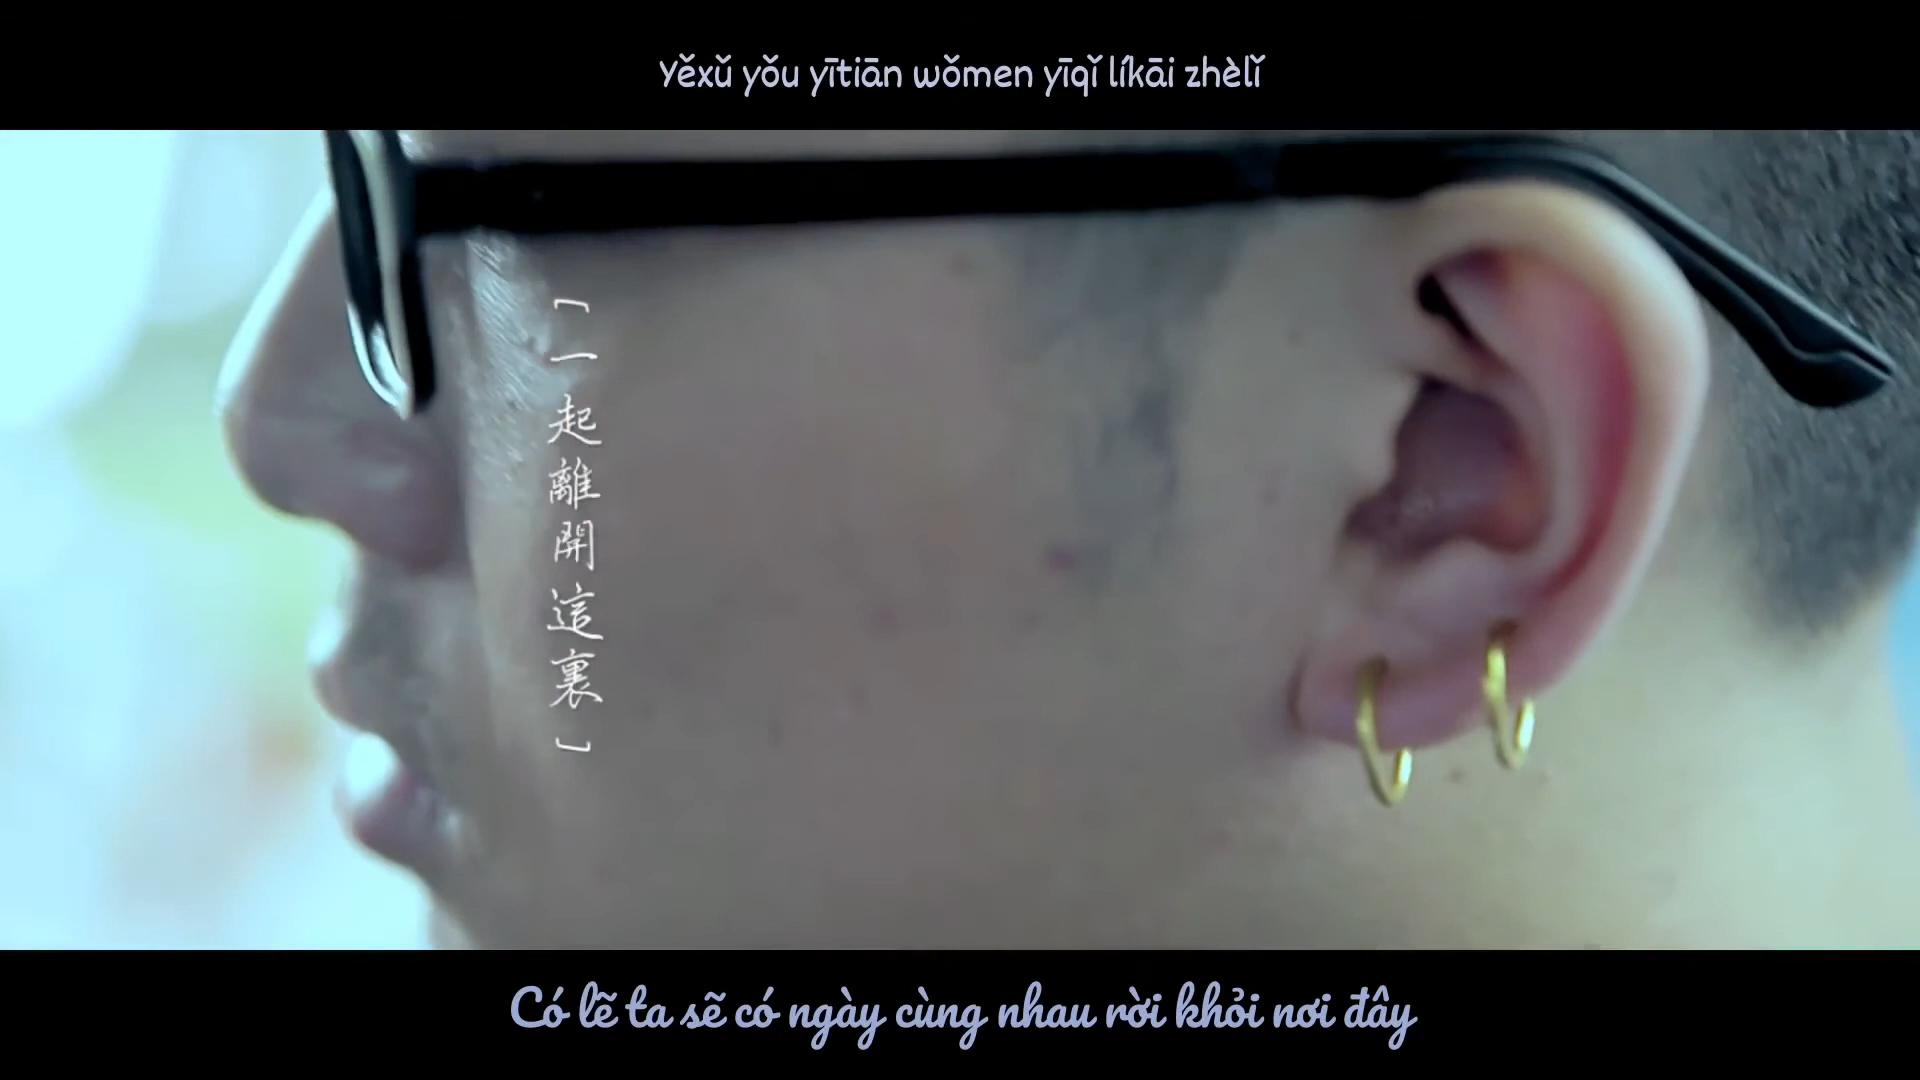 Yěxǔ yǒu yītiān wǒmen yīqǐ líkāi zhèlǐ
［一起離開這裏］
Có lẽ ta sẽ có ngày cùng nhau rời khỏi nơi đây